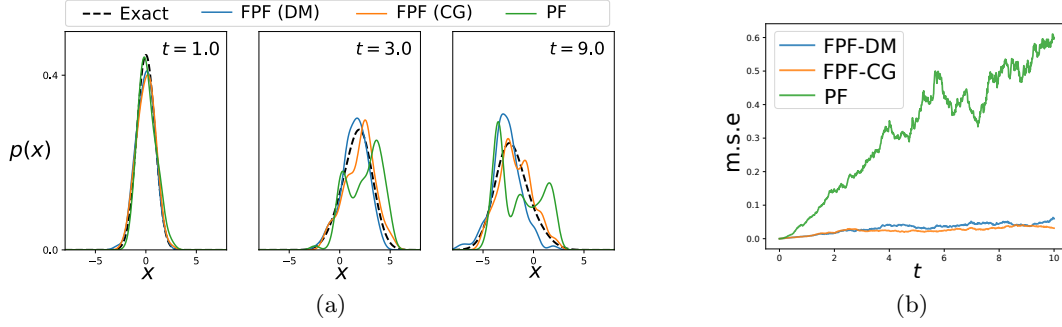 Exact FPF (DM) FPF (CG) PF
t = 1.0
t = 3.0
t = 9.0
0.4
p(x)
0.0
−5 0 5
−5 0 5
−5 0 5
x
x
x
(a)
FPF-DM
FPF-CG
PF
m.s.e
0.6
0.5
0.4
0.3
0.2
0.1
0.0
0 2 4 6 8 10
t
(b)